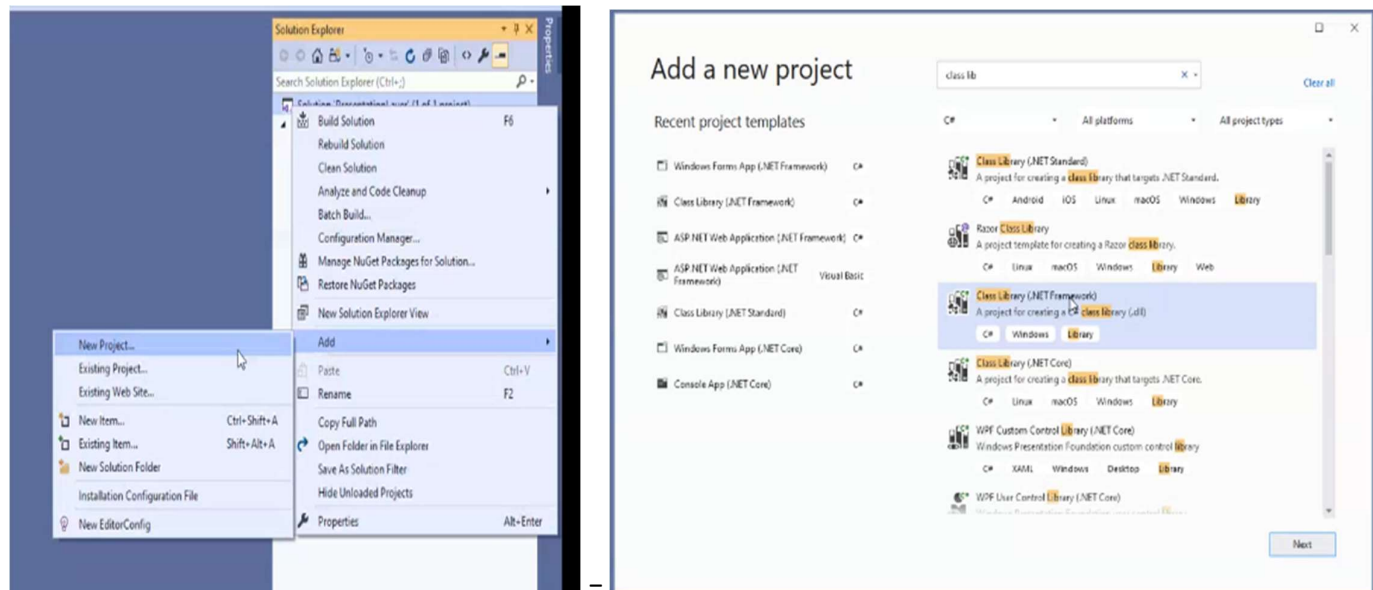 Solution Explorer
Properties
Search Solution Explorer (Ctrl+;)
Solution 'PresentationLayer' (1 of 1 project)
Build Solution F6
Rebuild Solution
Clean Solution
Analyze and Code Cleanup
Batch Build...
Configuration Manager...
Manage NuGet Packages for Solution...
Restore NuGet Packages
New Solution Explorer View
Add
Paste Ctrl+V
Rename F2
Copy Full Path
Open Folder in File Explorer
Save As Solution Filter
Hide Unloaded Projects
Properties Alt+Enter
New Project...
Existing Project...
Existing Web Site...
New Item... Ctrl+Shift+A
Existing Item... Shift+Alt+A
New Solution Folder
Installation Configuration File
New EditorConfig
–
Add a new project
class lib
Clear all
Recent project templates
C# All platforms All project types
Windows Forms App (.NET Framework) C#
Class Library (.NET Framework) C#
ASP.NET Web Application (.NET Framework) C#
ASP.NET Web Application (.NET
Framework) Visual Basic
Class Library (.NET Standard) C#
Windows Forms App (.NET Core) C#
Console App (.NET Core) C#
Class Library (.NET Standard)
A project for creating a class library that targets .NET Standard.
C# Android iOS Linux macOS Windows Library
Razor Class Library
A project template for creating a Razor class library.
C# Linux macOS Windows Library Web
Class Library (.NET Framework)
A project for creating a C# class library (.dll)
C# Windows Library
Class Library (.NET Core)
A project for creating a class library that targets .NET Core.
C# Linux macOS Windows Library
WPF Custom Control Library (.NET Core)
Windows Presentation Foundation custom control library
C# XAML Windows Desktop Library
WPF User Control Library (.NET Core)
Next